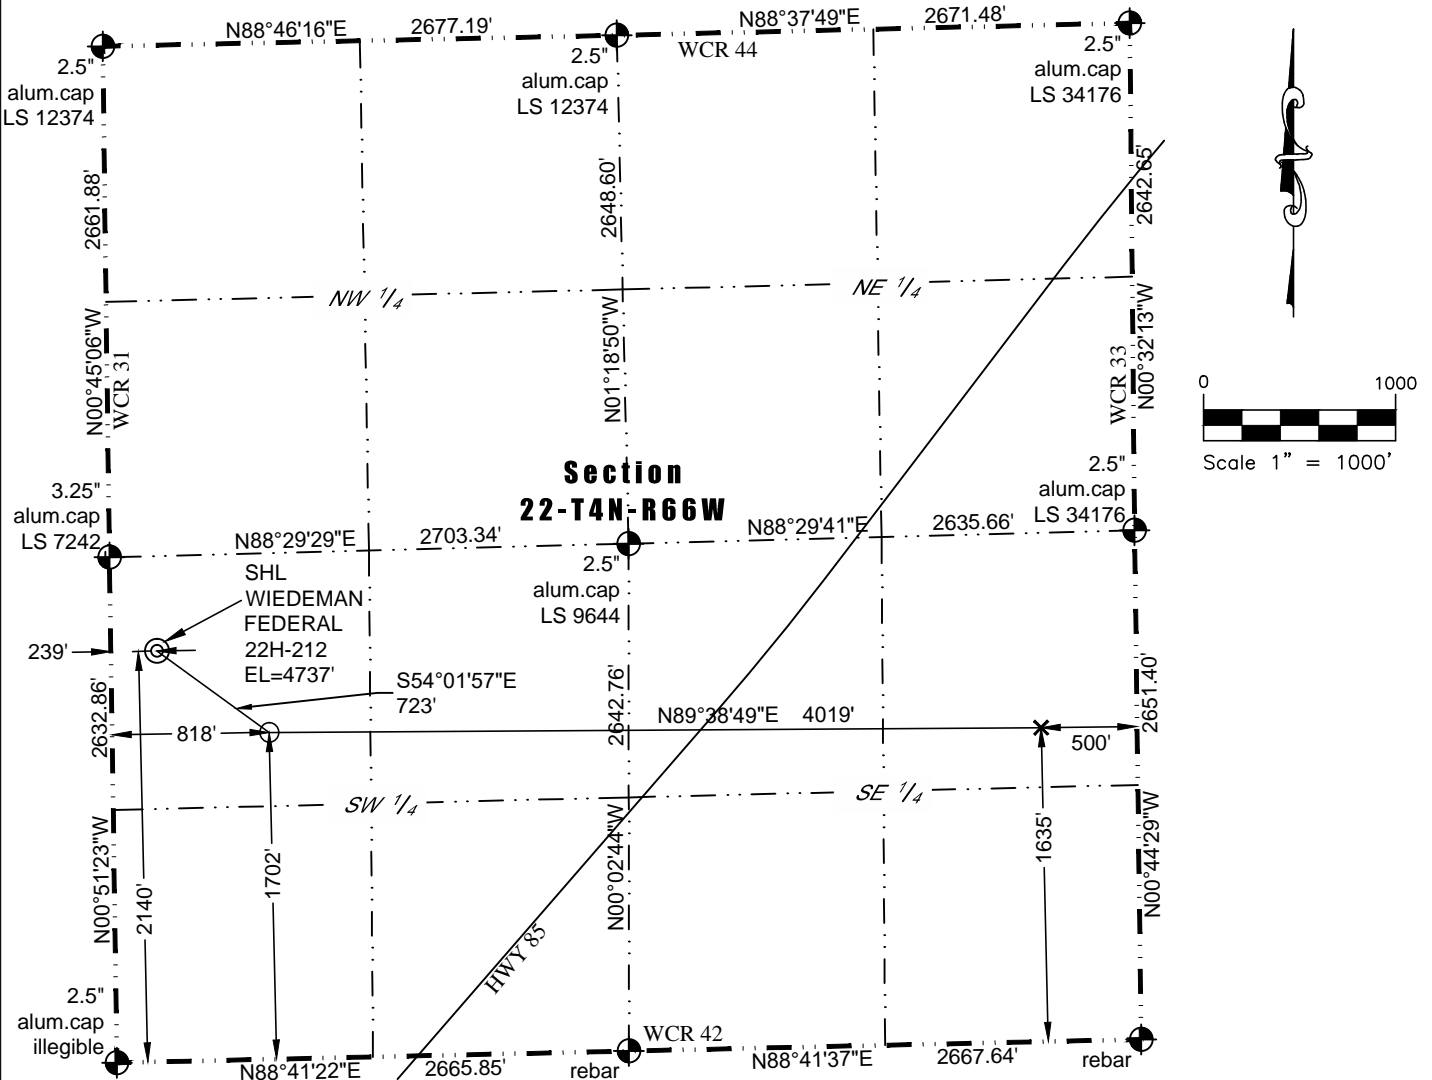 N88°46'16"E
2677.19'
N88°37'49"E
2671.48'
WCR 44
2.5"
alum.cap
LS 12374
2.5"
alum.cap
LS 12374
2.5"
alum.cap
LS 34176
2661.88'
2648.60'
2642.65'
NW 1/4
NE 1/4
N00°45'06"W
WCR 31
N01°18'50"W
WCR 33
N00°32'13"W
0
1000
Scale 1" = 1000'
Section
22-T4N-R66W
3.25"
alum.cap
LS 7242
2.5"
alum.cap
LS 34176
N88°29'29"E
2703.34'
N88°29'41"E
2635.66'
2.5"
alum.cap
LS 9644
SHL
WIEDEMAN
FEDERAL
22H-212
EL=4737'
239'
S54°01'57"E
723'
2632.86'
818'
2642.76'
N89°38'49"E
4019'
500'
2651.40'
SW 1/4
SE 1/4
N00°51'23"W
2140'
1702'
N00°02'44"W
1635'
N00°44'29"W
HWY 85
2.5"
alum.cap
illegible
WCR 42
N88°41'22"E
2665.85'
rebar
N88°41'37"E
2667.64'
rebar